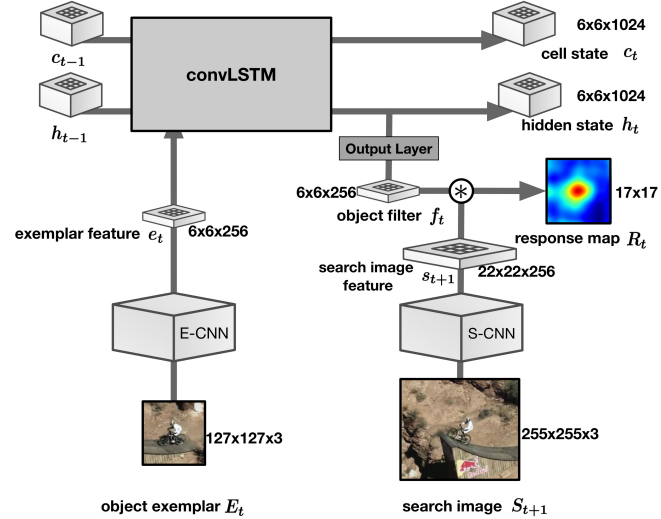 6x6x1024
c_{t-1}
convLSTM
cell state c_t
6x6x1024
h_{t-1}
hidden state h_t
Output Layer
6x6x256
17x17
object filter f_t
exemplar feature e_t 6x6x256
response map R_t
search image
feature
s_{t+1} 22x22x256
E-CNN
S-CNN
127x127x3
255x255x3
Red Bull
object exemplar E_t
search image S_{t+1}